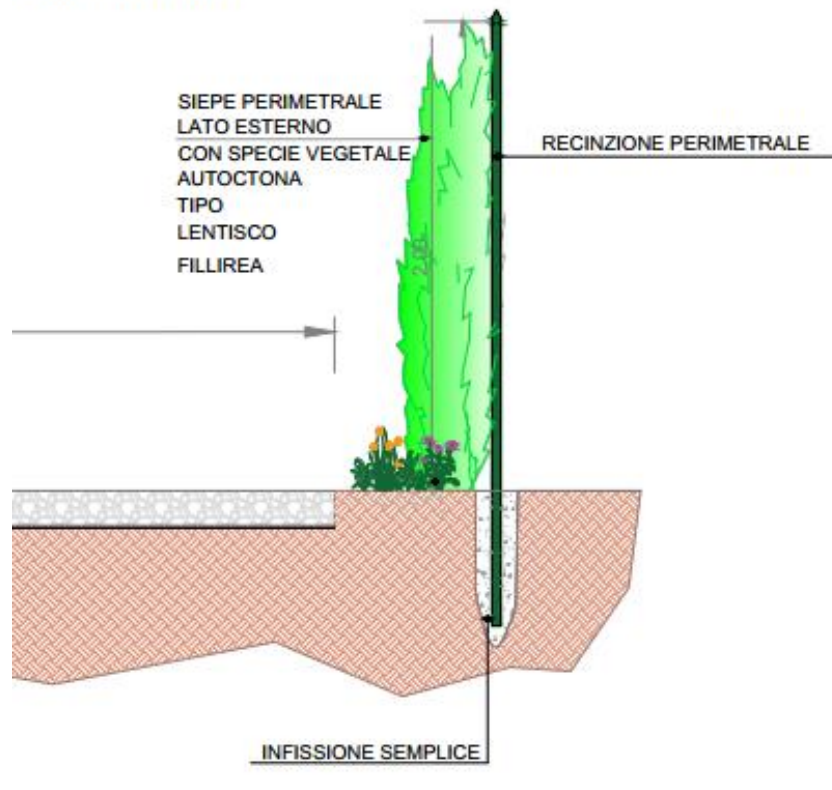 SIEPE PERIMETRALE
LATO ESTERNO
CON SPECIE VEGETALE
AUTOCTONA
TIPO
LENTISCO
FILLIREA
RECINZIONE PERIMETRALE
INFISSIONE SEMPLICE